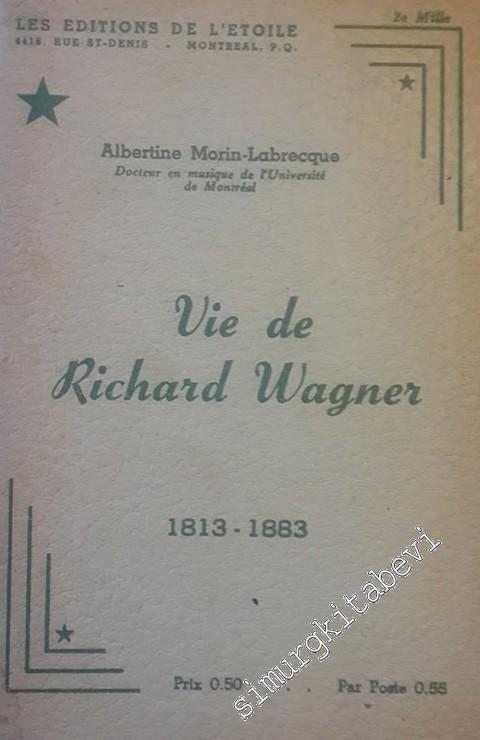 2e Mille
LES EDITIONS DE L'ETOILE
4418, RUE ST-DENIS - MONTREAL, P.Q.
Albertine Morin-Labrecque
Docteur en musique de l'Université
de Montréal
Vie de
Richard Wagner
1813 - 1883
Prix 0.50 . . Par Poste 0.55
simurgkitabevi